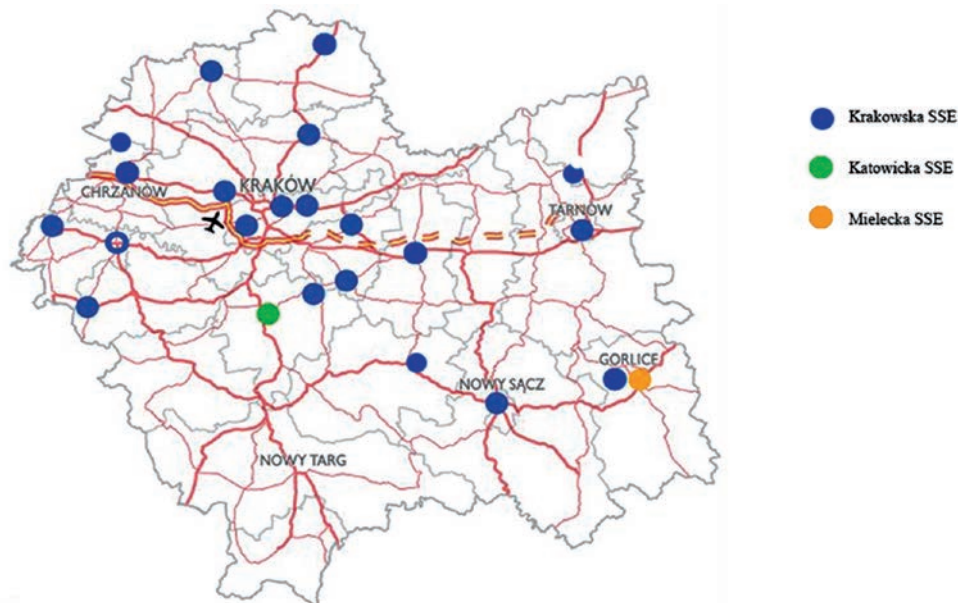 Krakowska SSE
Katowicka SSE
Mielecka SSE
CHRZANÓW
KRAKÓW
TARNÓW
GORLICE
NOWY SĄCZ
NOWY TARG